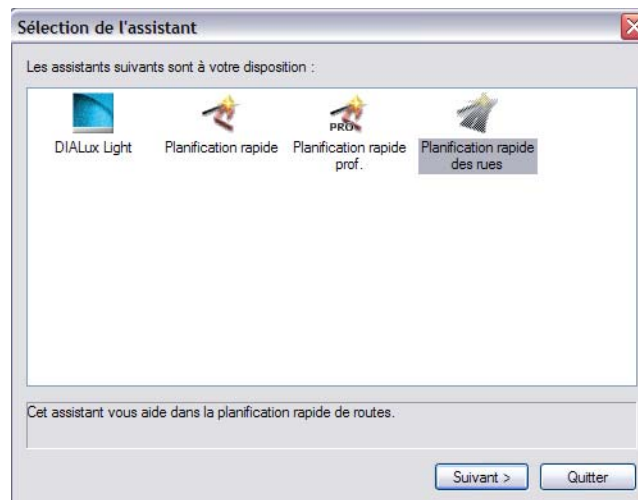 Sélection de l'assistant
Les assistants suivants sont à votre disposition :
PRO
DIALux Light Planification rapide Planification rapide Planification rapide
prof. des rues
Cet assistant vous aide dans la planification rapide de routes.
Suivant > Quitter